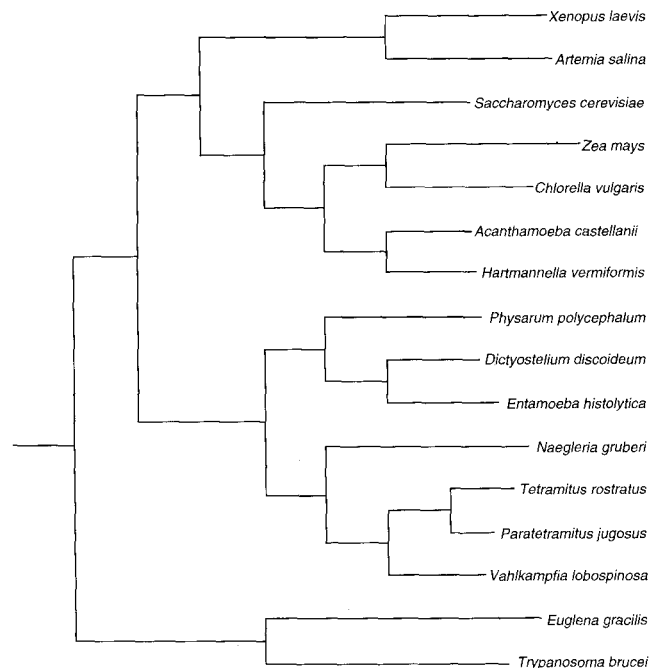 Xenopus laevis
Artemia salina
Saccharomyces cerevisiae
Zea mays
Chlorella vulgaris
Acanthamoeba castellanii
Hartmannella vermiformis
Physarum polycephalum
Dictyostelium discoideum
Entamoeba histolytica
Naegleria gruberi
Tetramitus rostratus
Paratetramitus jugosus
Vahlkampfia lobospinosa
Euglena gracilis
Trypanosoma brucei